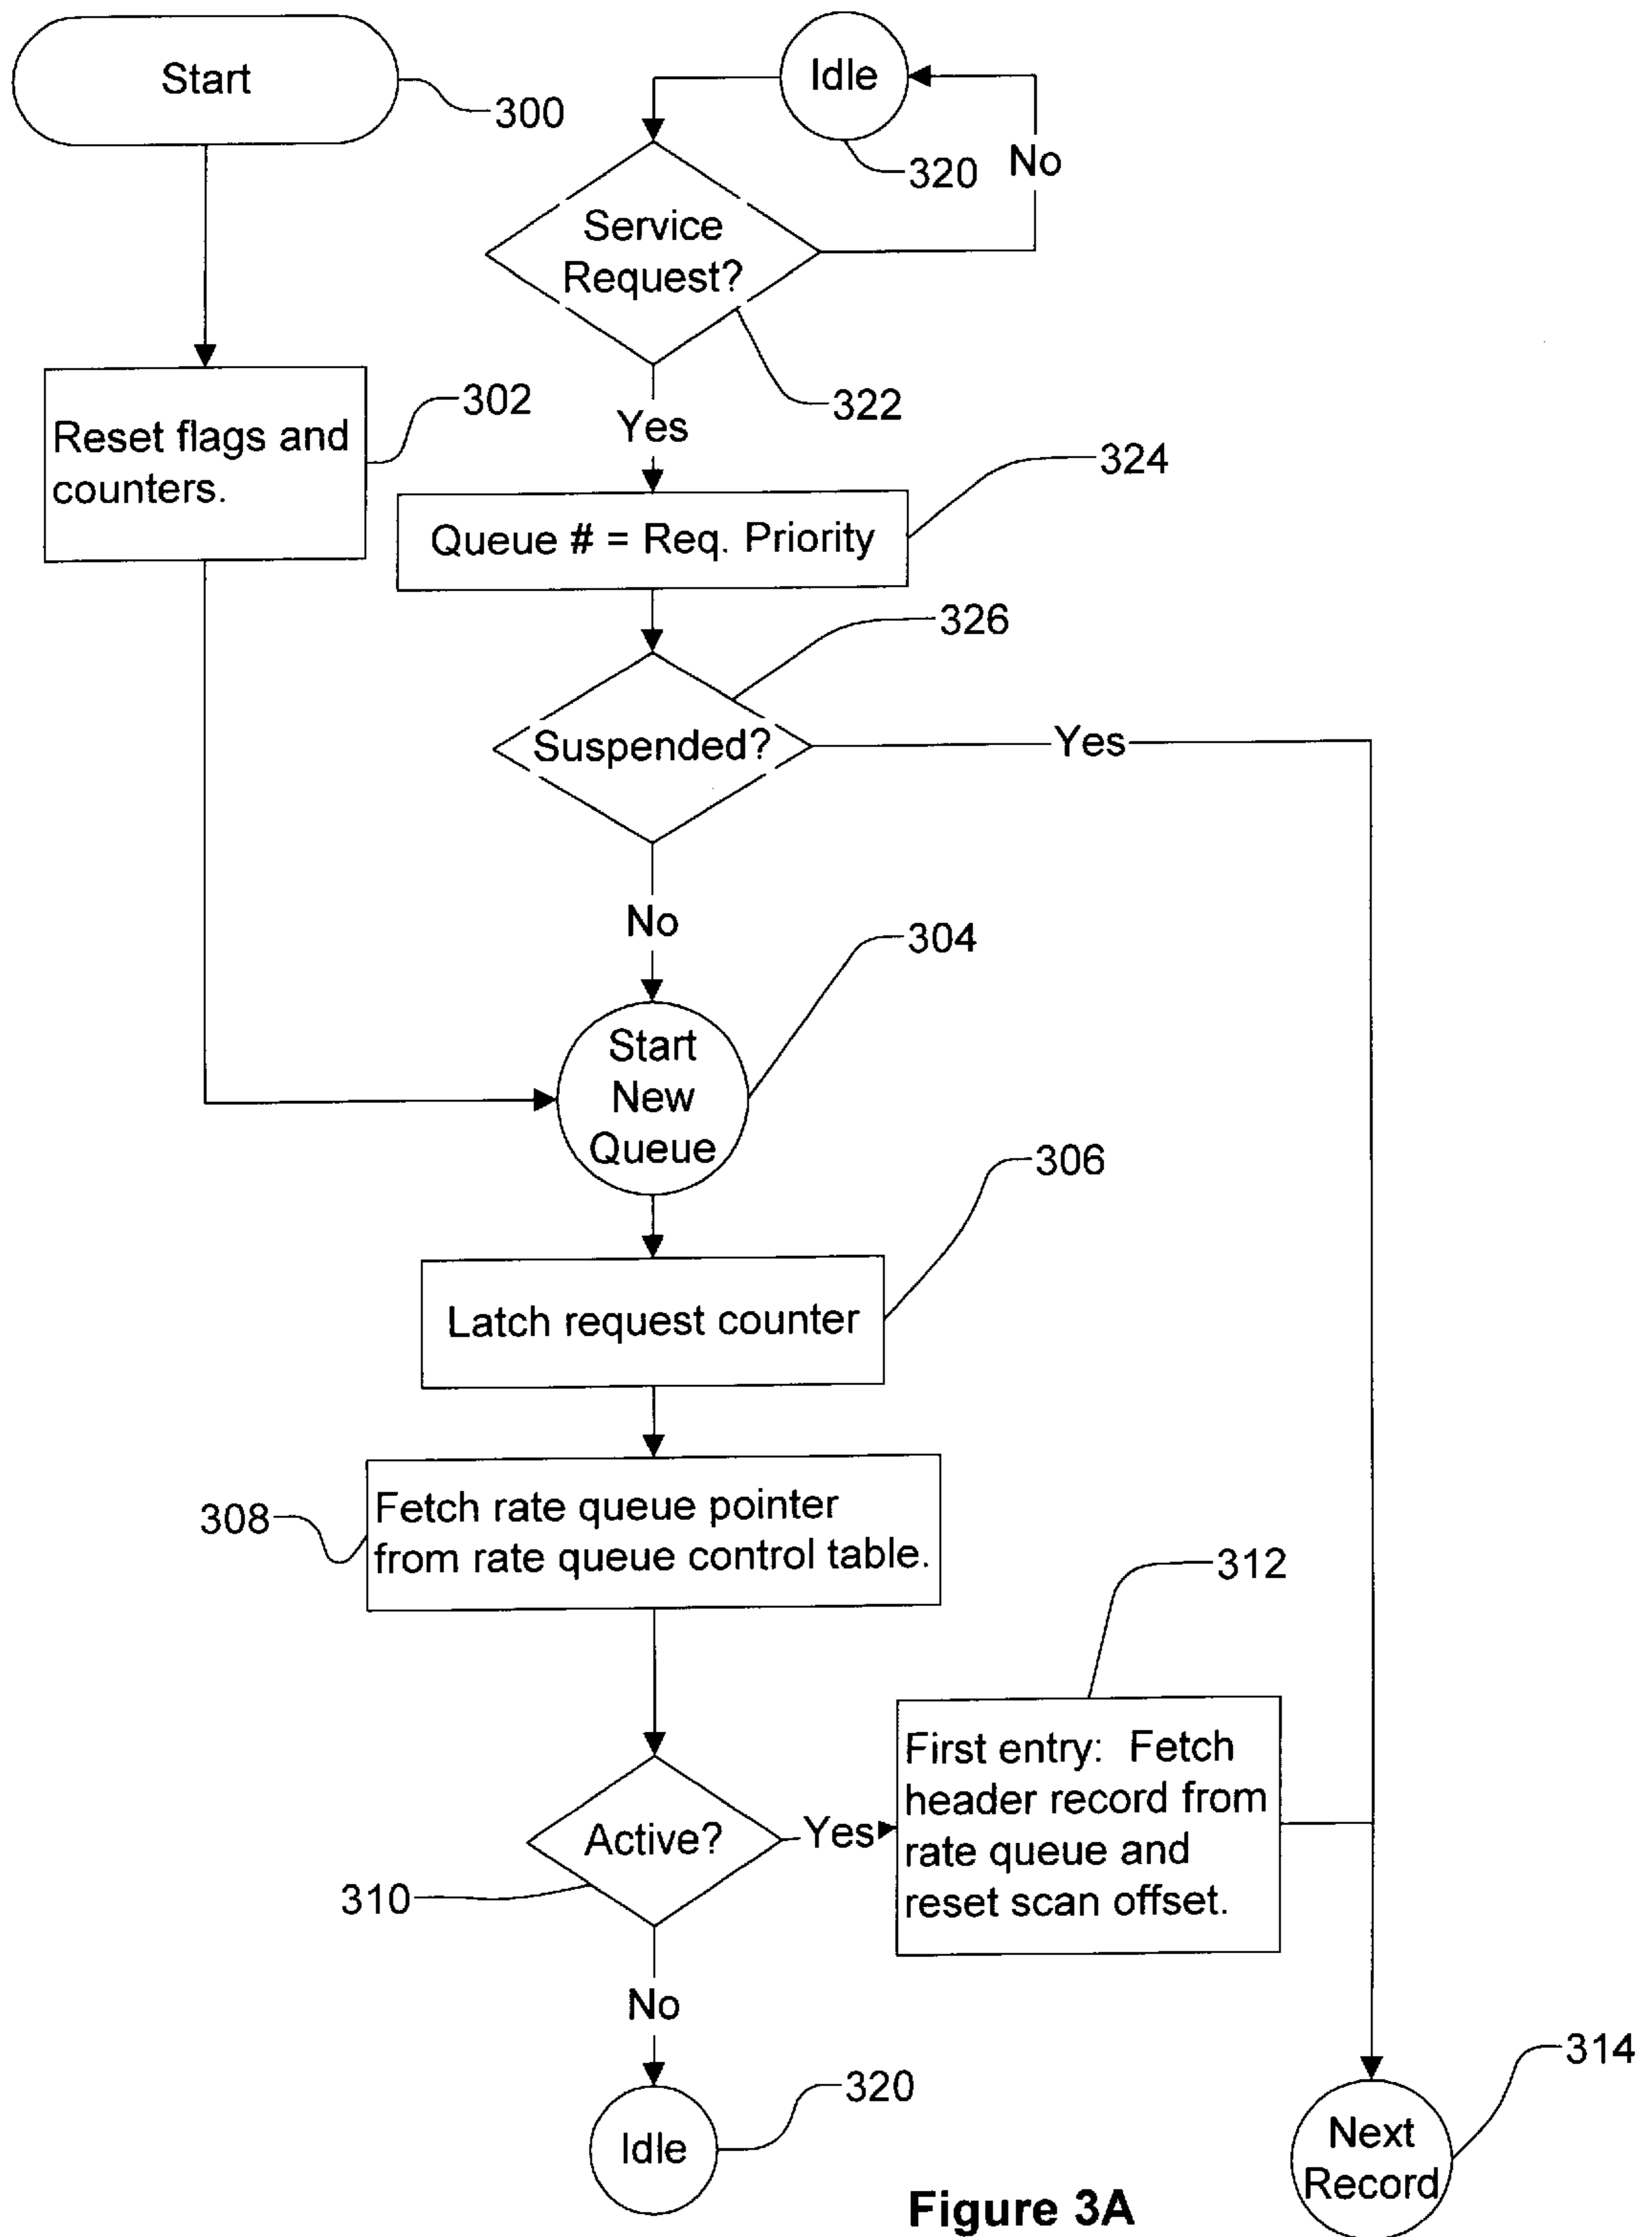 Start
300
Idle
320
No
Service
Request?
322
Yes
302
Reset flags and
counters.
324
Queue # = Req. Priority
326
Suspended?
Yes
No
304
Start
New
Queue
306
Latch request counter
308
Fetch rate queue pointer
from rate queue control table.
312
First entry: Fetch
header record from
rate queue and
reset scan offset.
Active?
Yes
310
No
314
320
Idle
Next
Record
Figure 3A